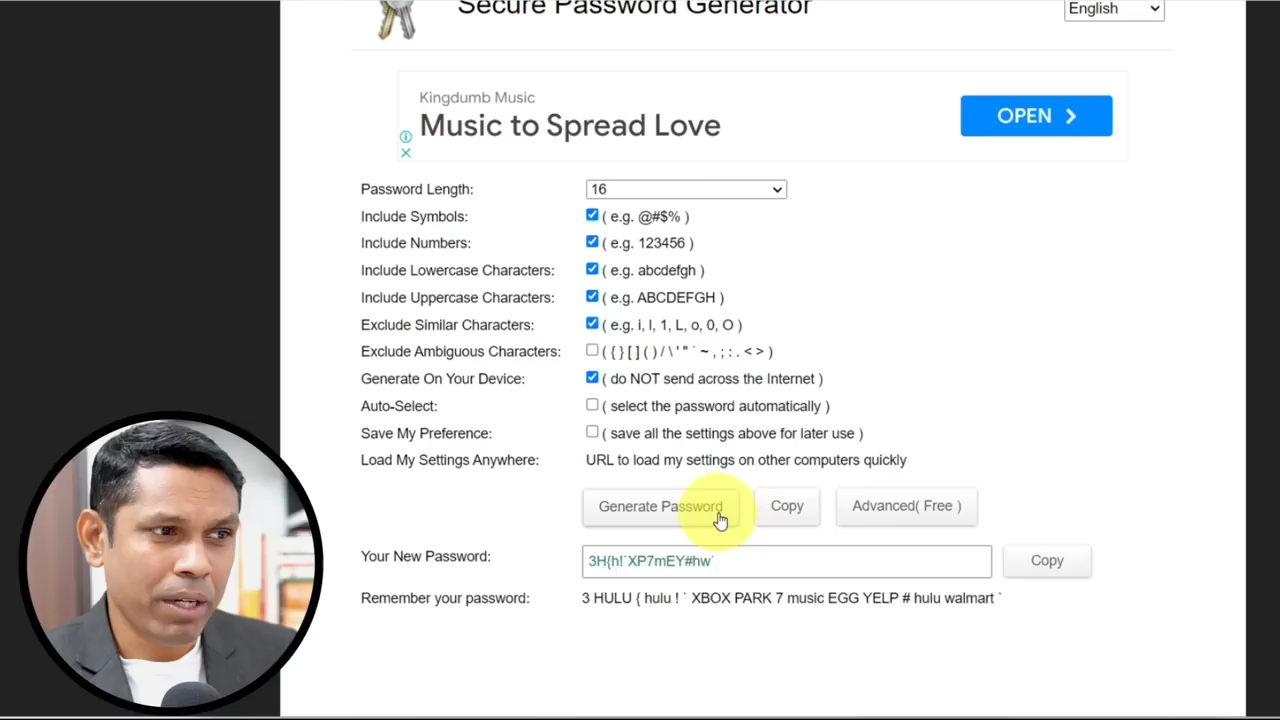 Secure Password Generator
English
Kingdumb Music
Music to Spread Love
OPEN
Password Length:
16
Include Symbols:
( e.g. @#$% )
Include Numbers:
( e.g. 123456 )
Include Lowercase Characters:
( e.g. abcdefgh )
Include Uppercase Characters:
( e.g. ABCDEFGH )
Exclude Similar Characters:
( e.g. i, l, 1, L, o, 0, O )
Exclude Ambiguous Characters:
( { } [ ] ( ) / \ ' " ` ~ , ; : . < > )
Generate On Your Device:
( do NOT send across the Internet )
Auto-Select:
( select the password automatically )
Save My Preference:
( save all the settings above for later use )
Load My Settings Anywhere:
URL to load my settings on other computers quickly
Generate Password
Copy
Advanced( Free )
Your New Password:
3H{h!`XP7mEY#hw`
Copy
Remember your password:
3 HULU { hulu ! ` XBOX PARK 7 music EGG YELP # hulu walmart `